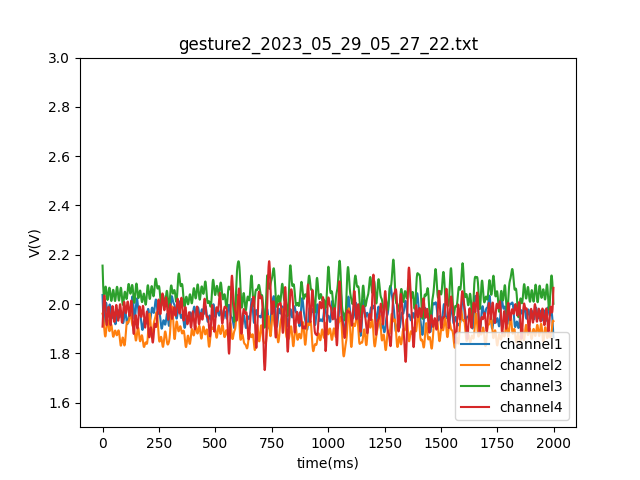 gesture2_2023_05_29_05_27_22.txt
3.0
2.8
2.6
2.4
2.2
2.0
1.8
1.6
V(V)
channel1
channel2
channel3
channel4
0 250 500 750 1000 1250 1500 1750 2000
time(ms)